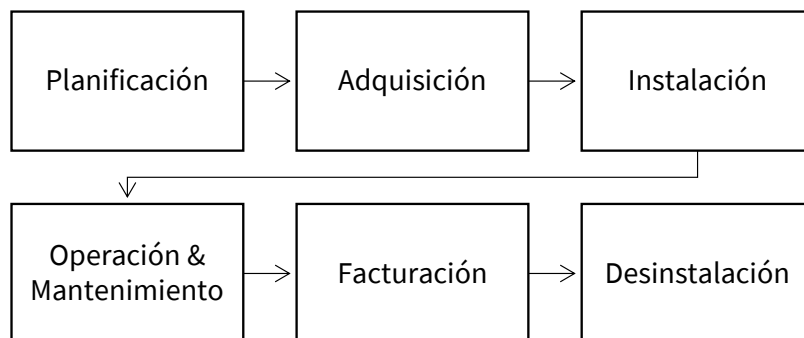 Planificación
Adquisición
Instalación
Operación &
Mantenimiento
Facturación
Desinstalación